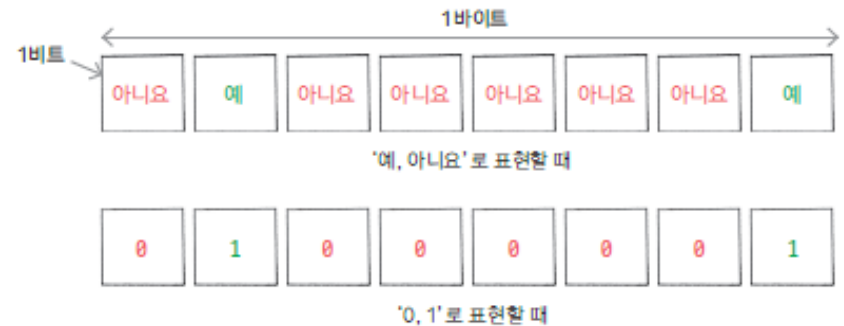 1바이트
1비트
아니요 예 아니요 아니요 아니요 아니요 아니요 예
'예, 아니요'로 표현할 때
0 1 0 0 0 0 0 1
'0, 1'로 표현할 때